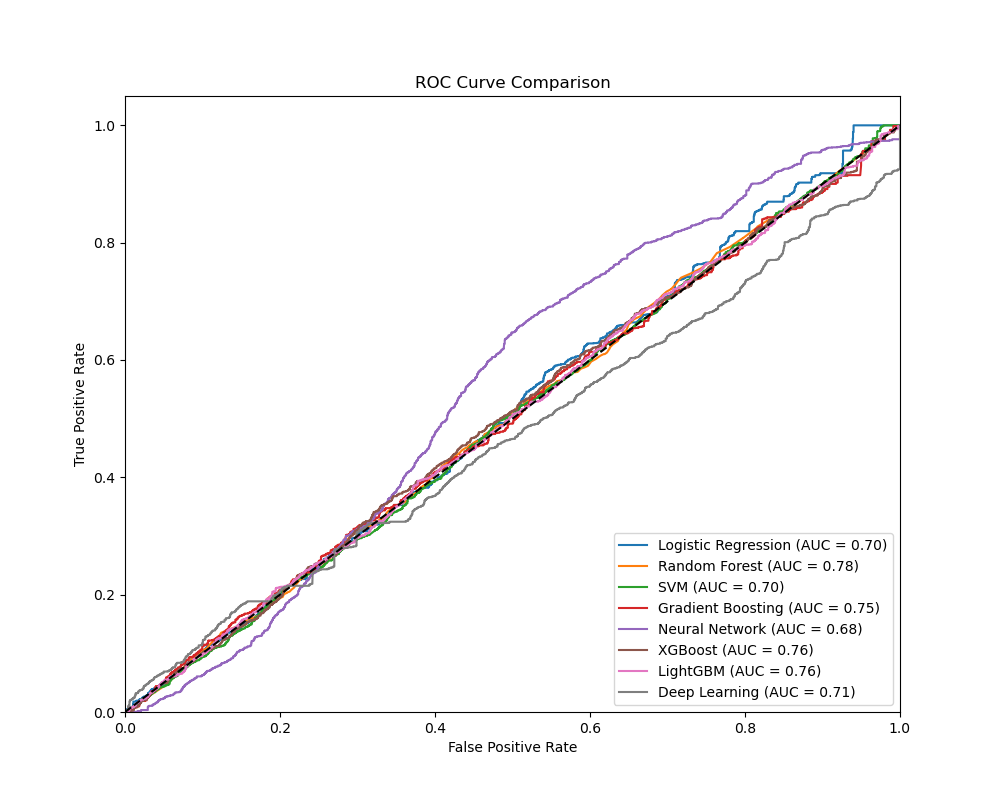 ROC Curve Comparison
1.0
0.8
0.6
0.4
0.2
0.0
True Positive Rate
Logistic Regression (AUC = 0.70)
Random Forest (AUC = 0.78)
SVM (AUC = 0.70)
Gradient Boosting (AUC = 0.75)
Neural Network (AUC = 0.68)
XGBoost (AUC = 0.76)
LightGBM (AUC = 0.76)
Deep Learning (AUC = 0.71)
0.0 0.2 0.4 0.6 0.8 1.0
False Positive Rate